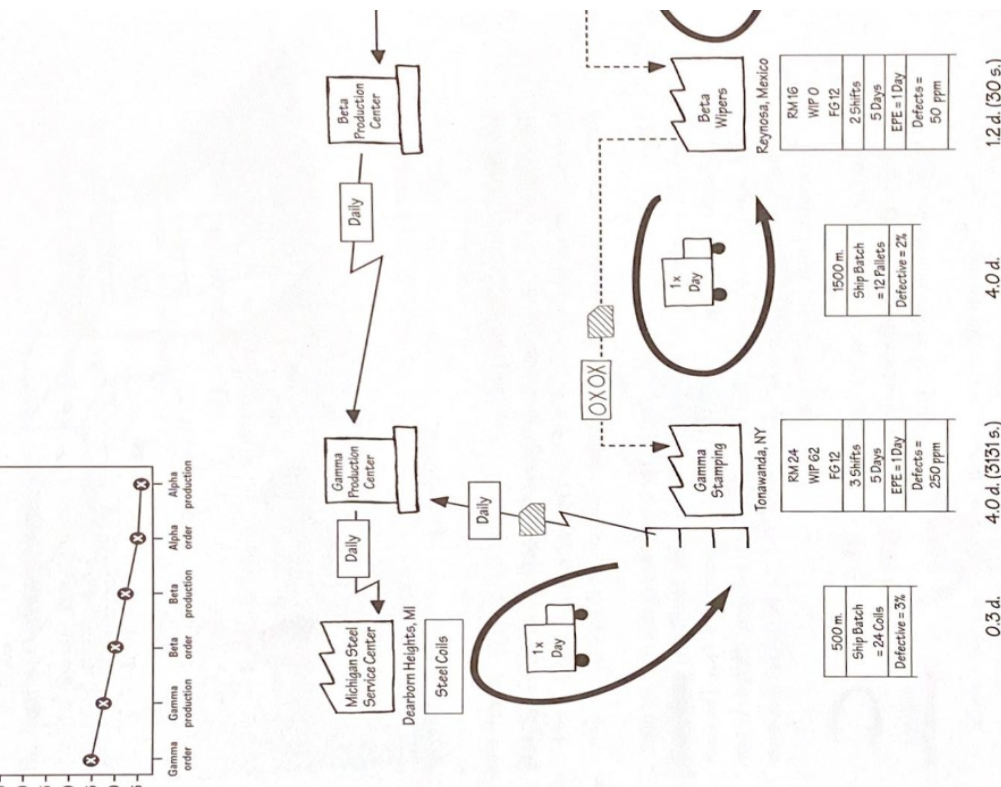 Gamma
order
Gamma
production
Beta
order
Beta
production
Alpha
order
Alpha
production
Michigan Steel
Service Center
Dearborn Heights, MI
Steel Coils
Daily
Gamma
Production
Center
Daily
Beta
Production
Center
Daily
1 x
Day
500 m.
Ship Batch
= 24 Coils
Defective = 3%
0.3 d.
Gamma
Stamping
Tonawanda, NY
RM 24
WIP 62
FG 12
3 Shifts
5 Days
EPE = 1 Day
Defects =
250 ppm
4.0 d. (3131 s.)
OXOX
1 x
Day
1500 m.
Ship Batch
= 12 Pallets
Defective = 2%
4.0 d.
Beta
Wipers
Reynosa, Mexico
RM 16
WIP 0
FG 12
2 Shifts
5 Days
EPE = 1 Day
Defects =
50 ppm
1.2 d. (30 s.)